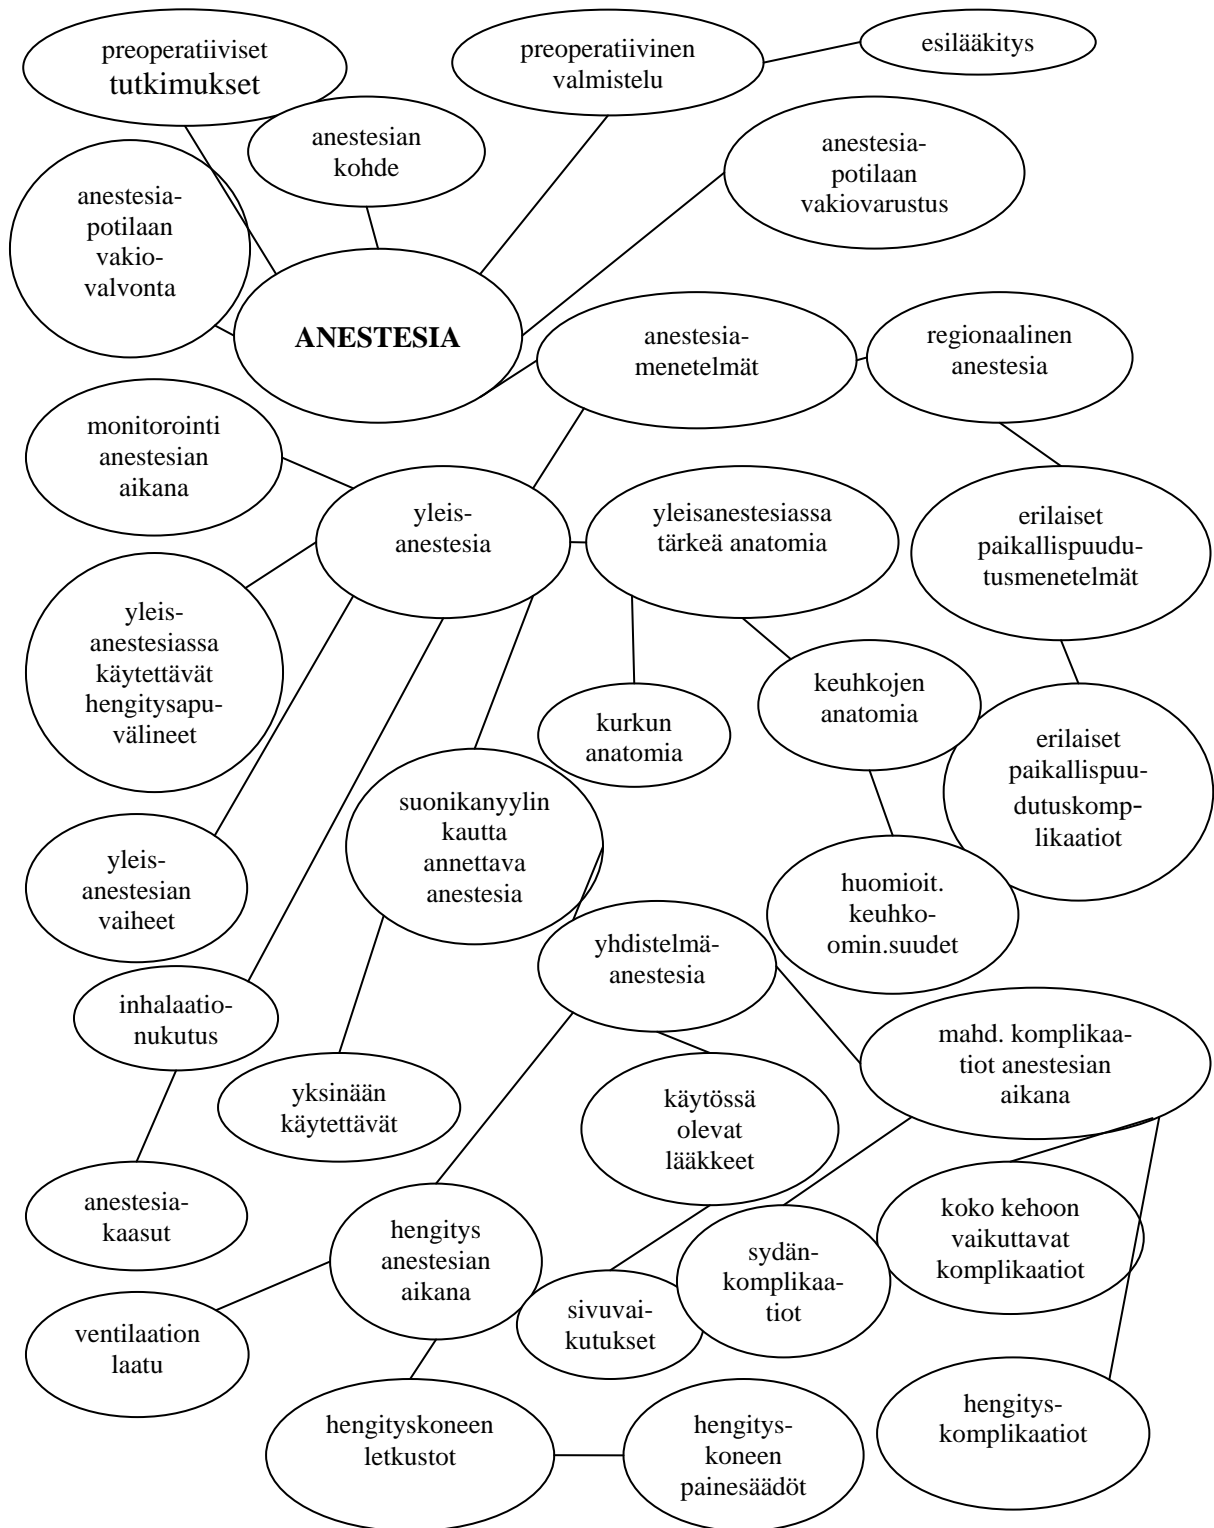 preoperatiiviset
tutkimukset
preoperatiivinen
valmistelu
esilääkitys
anestesian
kohde
anestesia-
potilaan
vakiovarustus
anestesia-
potilaan
vakio-
valvonta
ANESTESIA
anestesia-
menetelmät
regionaalinen
anestesia
monitorointi
anestesian
aikana
yleis-
anestesia
yleisanestesiassa
tärkeä anatomia
erilaiset
paikallispuudu-
tusmenetelmät
yleis-
anestesiassa
käytettävät
hengitysapu-
välineet
kurkun
anatomia
keuhkojen
anatomia
erilaiset
paikallispuu-
dutuskomp-
likaatiot
suonikanyylin
kautta
annettava
anestesia
yleis-
anestesian
vaiheet
huomioit.
keuhko-
omin.suudet
yhdistelmä-
anestesia
inhalaatio-
nukutus
mahd. komplikaa-
tiot anestesian
aikana
yksinään
käytettävät
käytössä
olevat
lääkkeet
anestesia-
kaasut
hengitys
anestesian
aikana
koko kehoon
vaikuttavat
komplikaatiot
sydän-
komplikaa-
tiot
sivuvai-
kutukset
ventilaation
laatu
hengityskoneen
letkustot
hengitys-
koneen
painesäädöt
hengitys-
komplikaatiot